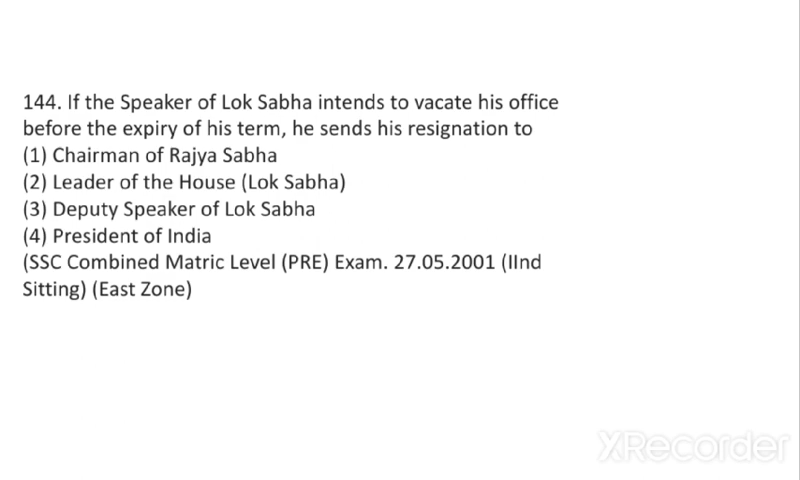 144. If the Speaker of Lok Sabha intends to vacate his office
before the expiry of his term, he sends his resignation to
(1) Chairman of Rajya Sabha
(2) Leader of the House (Lok Sabha)
(3) Deputy Speaker of Lok Sabha
(4) President of India
(SSC Combined Matric Level (PRE) Exam. 27.05.2001 (IInd
Sitting) (East Zone)
XRecorder